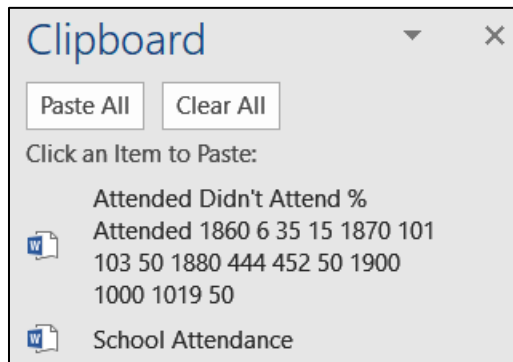 Clipboard
Paste All Clear All
Click an Item to Paste:
Attended Didn't Attend %
Attended 1860 6 35 15 1870 101
103 50 1880 444 452 50 1900
1000 1019 50
School Attendance